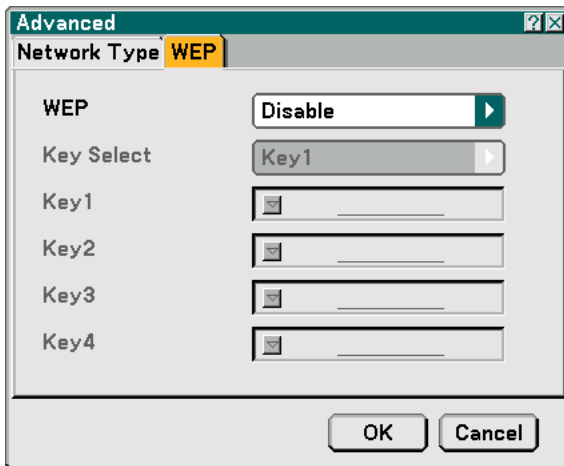 Advanced ?
Network Type WEP
WEP Disable
Key Select Key1
Key1
Key2
Key3
Key4
OK Cancel